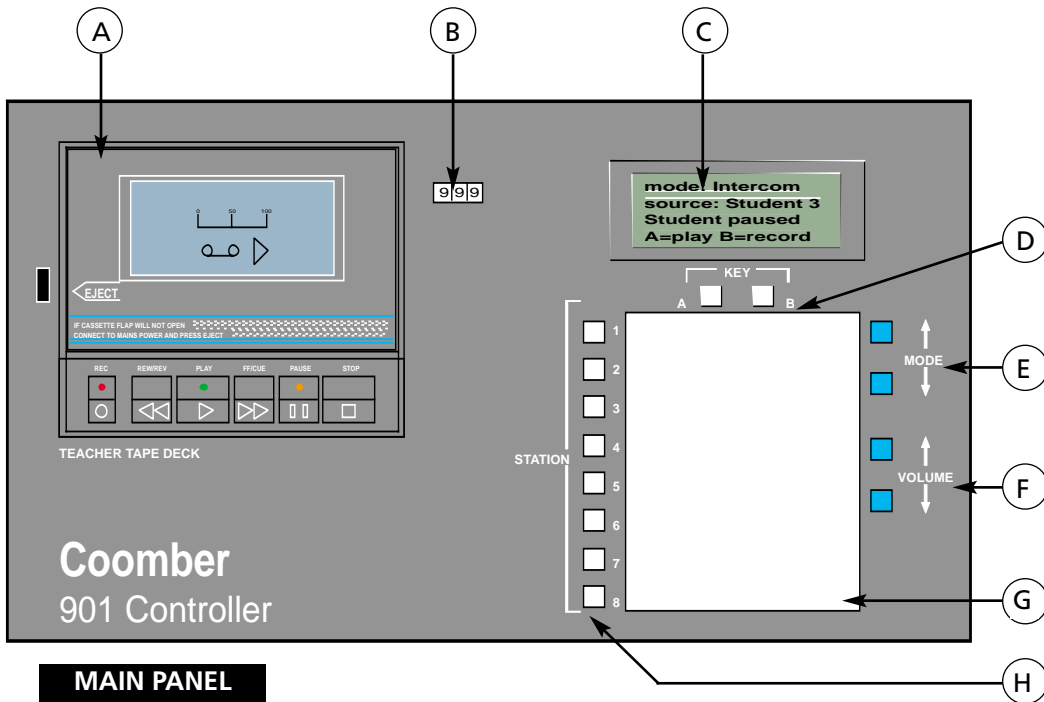 A
B
C
999
mode: Intercom
source: Student 3
Student paused
A=play B=record
D
KEY
A
B
EJECT
0 50 100
IF CASSETTE FLAP WILL NOT OPEN
CONNECT TO MAINS POWER AND PRESS EJECT
REC REW/REV PLAY FF/CUE PAUSE STOP
TEACHER TAPE DECK
STATION
1
2
3
4
5
6
7
8
MODE
E
VOLUME
F
G
H
Coomber
901 Controller
MAIN PANEL